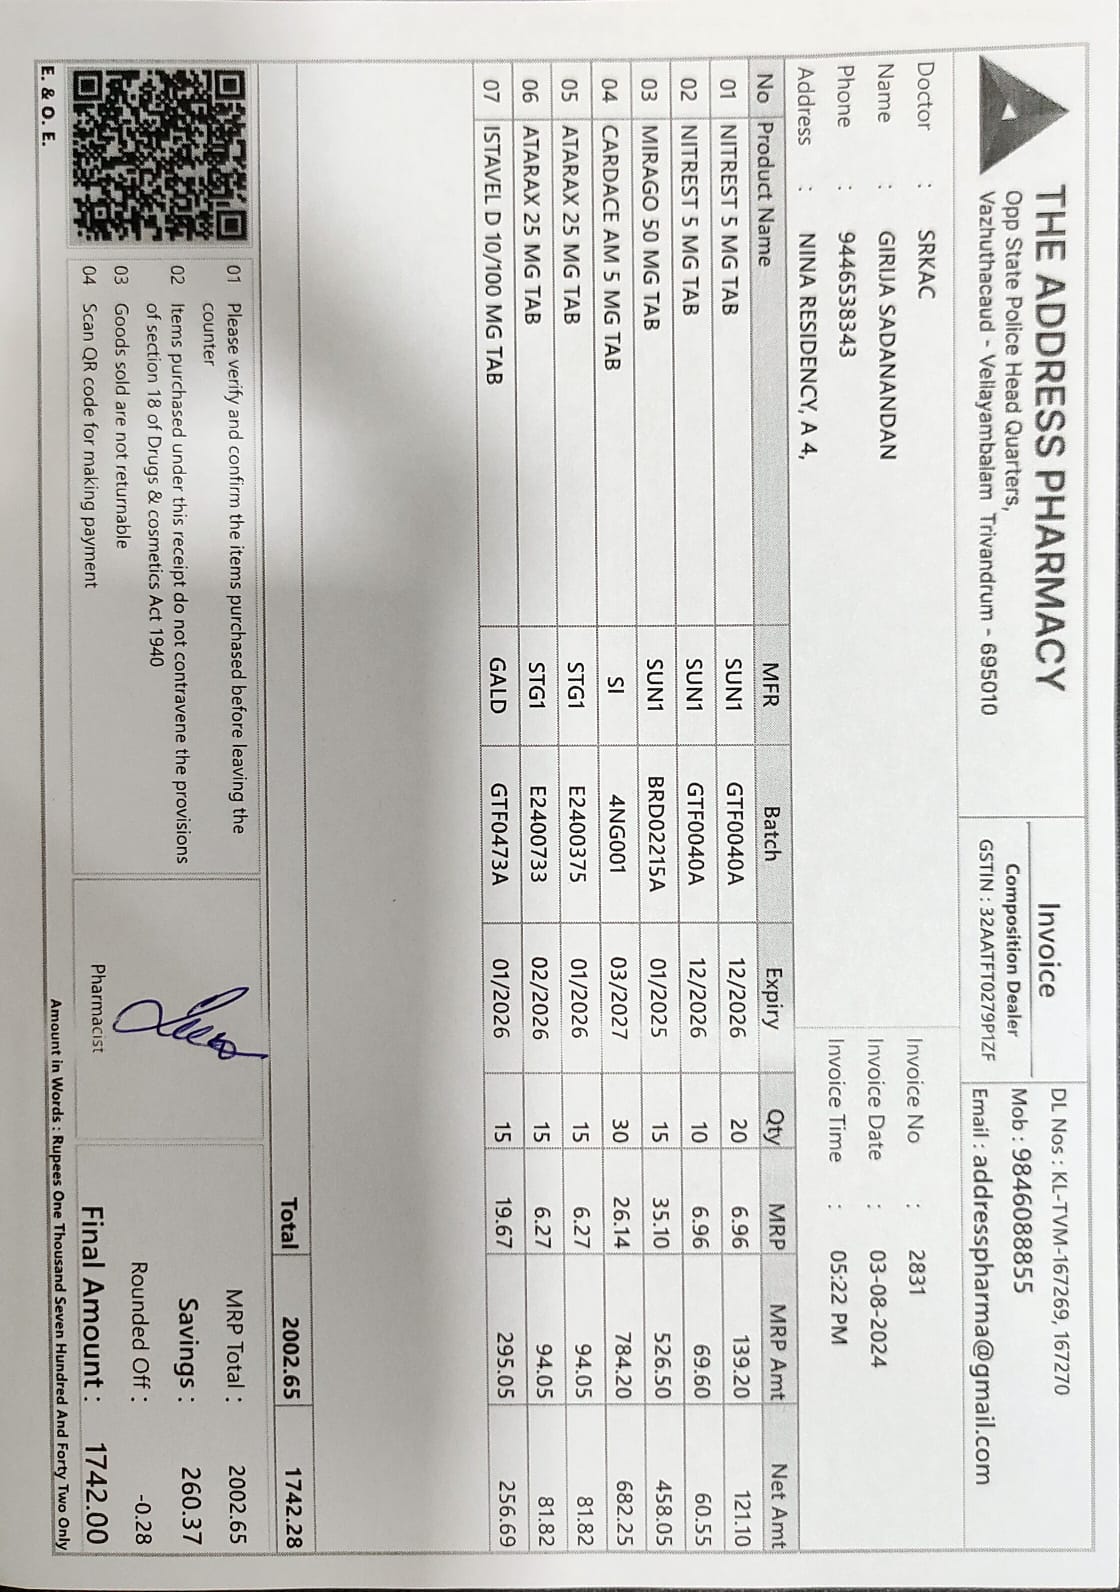 THE ADDRESS PHARMACY
Opp State Police Head Quarters,
Vazhuthacaud - Vellayambalam Trivandrum - 695010
Invoice
Composition Dealer
GSTIN : 32AATFT0279P1ZF
DL Nos : KL-TVM-167269, 167270
Mob : 9846088855
Email : addresspharma@gmail.com
Doctor : SRKAC
Name : GIRIJA SADANANDAN
Phone : 9446538343
Address : NINA RESIDENCY, A 4,
Invoice No : 2831
Invoice Date : 03-08-2024
Invoice Time : 05:22 PM
No Product Name MFR Batch Expiry Qty MRP MRP Amt Net Amt
01 NITREST 5 MG TAB SUN1 GTF0040A 12/2026 20 6.96 139.20 121.10
02 NITREST 5 MG TAB SUN1 GTF0040A 12/2026 10 6.96 69.60 60.55
03 MIRAGO 50 MG TAB SUN1 BRD02215A 01/2025 15 35.10 526.50 458.05
04 CARDACE AM 5 MG TAB SI 4NG001 03/2027 30 26.14 784.20 682.25
05 ATARAX 25 MG TAB STG1 E2400375 01/2026 15 6.27 94.05 81.82
06 ATARAX 25 MG TAB STG1 E2400733 02/2026 15 6.27 94.05 81.82
07 ISTAVEL D 10/100 MG TAB GALD GTF0473A 01/2026 15 19.67 295.05 256.69
Total 2002.65 1742.28
01 Please verify and confirm the items purchased before leaving the
counter
02 Items purchased under this receipt do not contravene the provisions
of section 18 of Drugs & cosmetics Act 1940
03 Goods sold are not returnable
04 Scan QR code for making payment
Pharmacist
MRP Total : 2002.65
Savings : 260.37
Rounded Off : -0.28
Final Amount : 1742.00
E. & O. E.
Amount in Words : Rupees One Thousand Seven Hundred And Forty Two Only